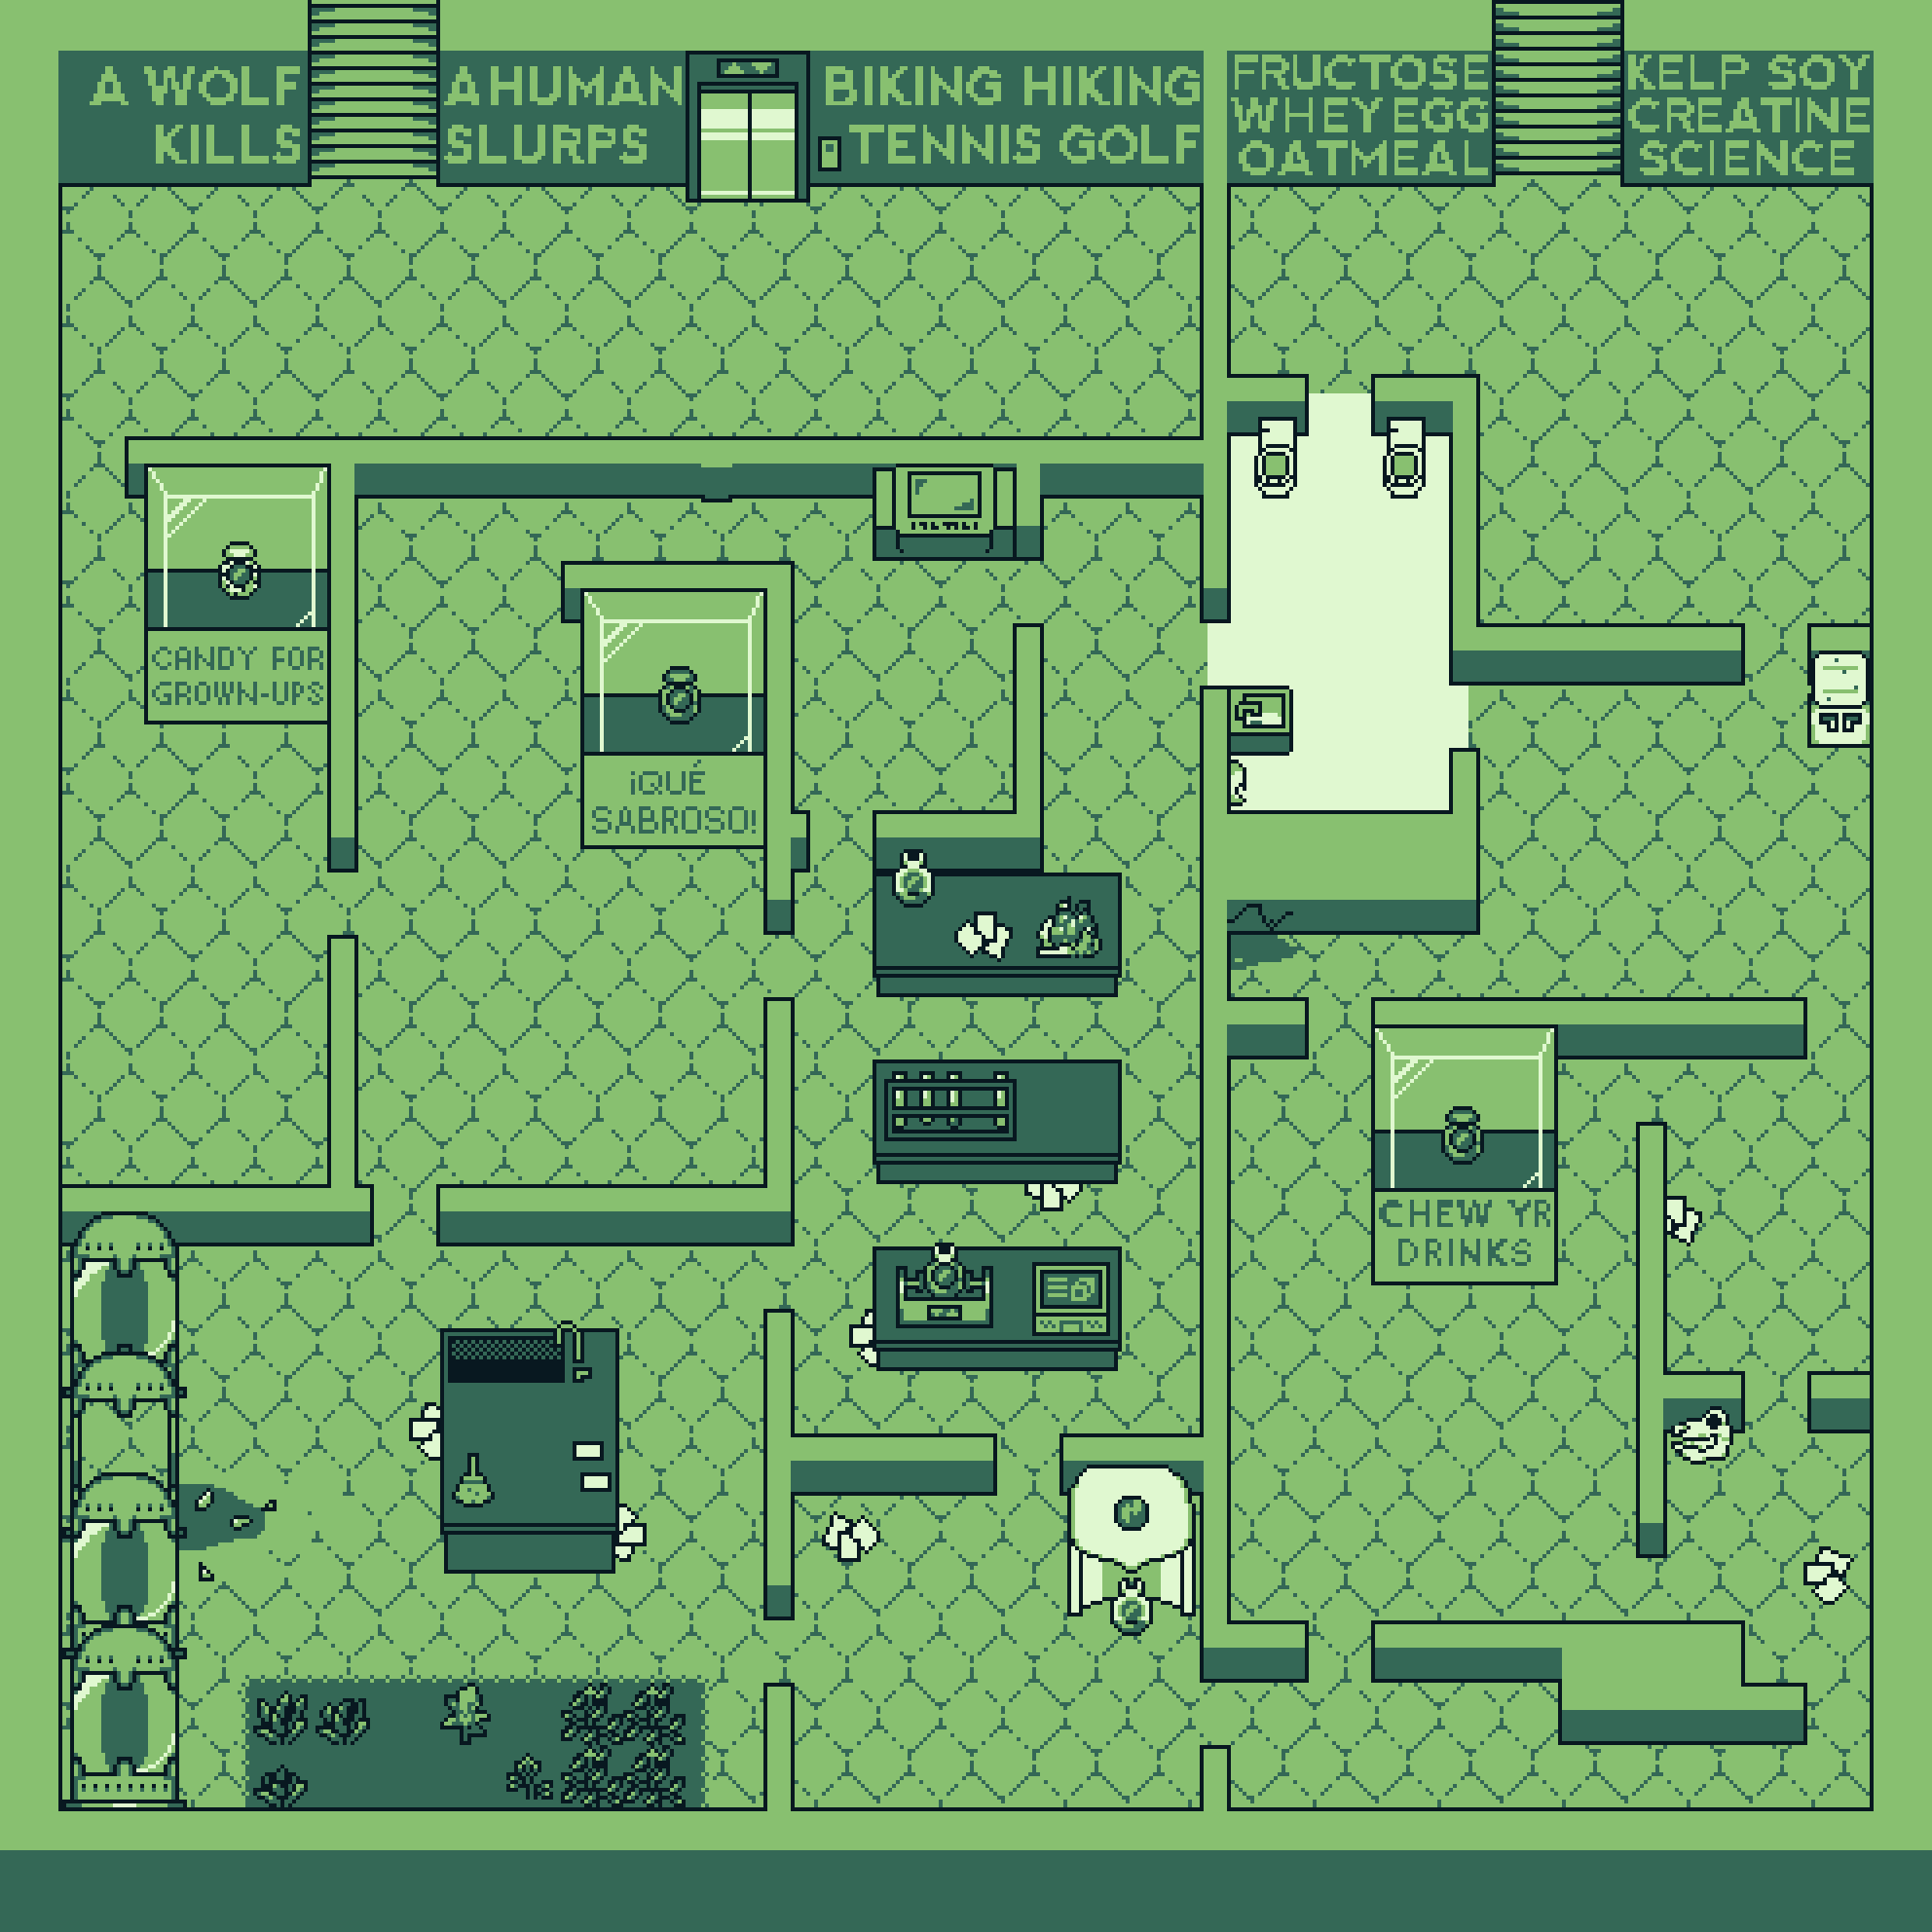 A WOLF
KILLS
A HUMAN
SLURPS
BIKING HIKING
TENNIS GOLF
FRUCTOSE
WHEY EGG
OATMEAL
KELP SOY
CREATINE
SCIENCE
CANDY FOR
GROWN-UPS
¡QUÉ
SABROSO!
CHEW YR
DRINKS